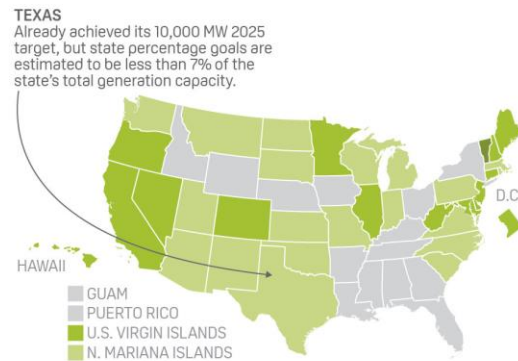 TEXAS
Already achieved its 10,000 MW 2025
target, but state percentage goals are
estimated to be less than 7% of the
state's total generation capacity.
D.C
HAWAII
GUAM
PUERTO RICO
U.S. VIRGIN ISLANDS
N. MARIANA ISLANDS